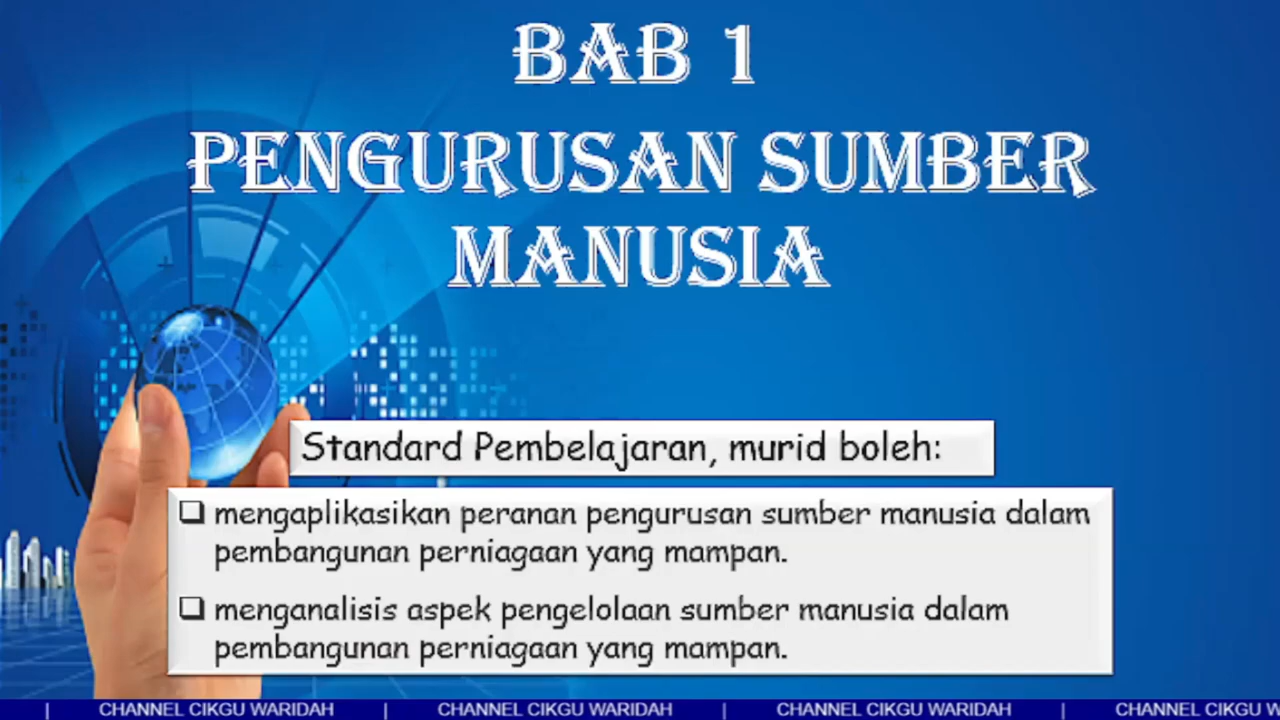 BAB 1
PENGURUSAN SUMBER
MANUSIA
Standard Pembelajaran, murid boleh:
❑ mengaplikasikan peranan pengurusan sumber manusia dalam
pembangunan perniagaan yang mampan.
❑ menganalisis aspek pengelolaan sumber manusia dalam
pembangunan perniagaan yang mampan.
| CHANNEL CIKGU WARIDAH | CHANNEL CIKGU WARIDAH | CHANNEL CIKGU WARIDAH | CHANNEL CIKGU W